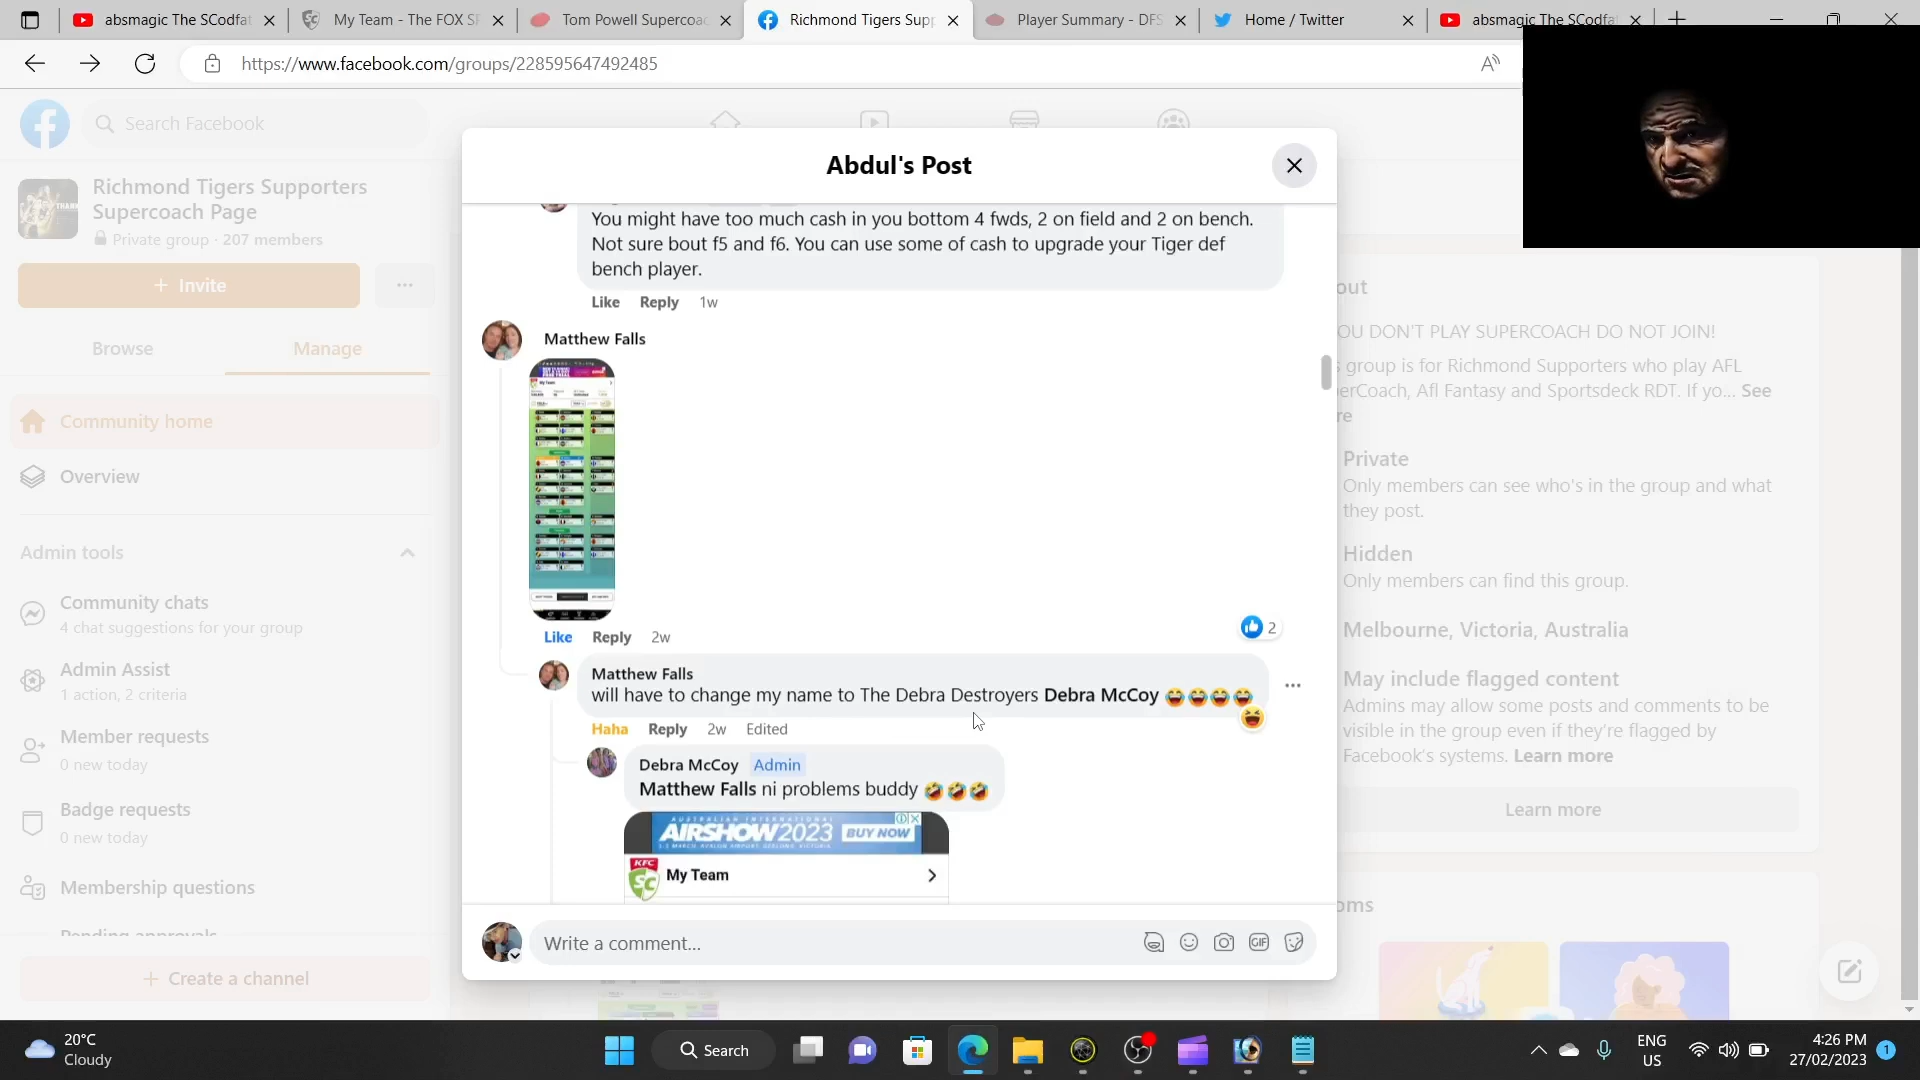 absmagic The SCodfat
My Team - The FOX SP
Tom Powell Supercoac
Richmond Tigers Supp
Player Summary - DFS
Home / Twitter
absmagic The SCodfat
https://www.facebook.com/groups/228595647492485
Search Facebook
Richmond Tigers Supporters
Supercoach Page
Private group · 207 members
+ Invite
Browse
Manage
Community home
Overview
Admin tools
Community chats
4 chat suggestions for your group
Admin Assist
1 action, 2 criteria
Member requests
0 new today
Badge requests
0 new today
Membership questions
Pending approvals
+ Create a channel
Abdul's Post
You might have too much cash in you bottom 4 fwds, 2 on field and 2 on bench.
Not sure bout f5 and f6. You can use some of cash to upgrade your Tiger def
bench player.
Like Reply 1w
Matthew Falls
My Team
Like Reply 2w
2
Matthew Falls
will have to change my name to The Debra Destroyers Debra McCoy 😂😂😂😂
Haha Reply 2w Edited
Debra McCoy Admin
Matthew Falls ni problems buddy 🤣🤣🤣
AUSTRALIAN INTERNATIONAL
AIRSHOW2023 BUY NOW
KFC
SC
My Team
Write a comment...
GIF
out
OU DON'T PLAY SUPERCOACH DO NOT JOIN!
s group is for Richmond Supporters who play AFL
erCoach, Afl Fantasy and Sportsdeck RDT. If yo... See
re
Private
Only members can see who's in the group and what
they post.
Hidden
Only members can find this group.
Melbourne, Victoria, Australia
May include flagged content
Admins may allow some posts and comments to be
visible in the group even if they're flagged by
Facebook's systems. Learn more
Learn more
oms
20°C
Cloudy
Search
ENG
US
4:26 PM
27/02/2023
1